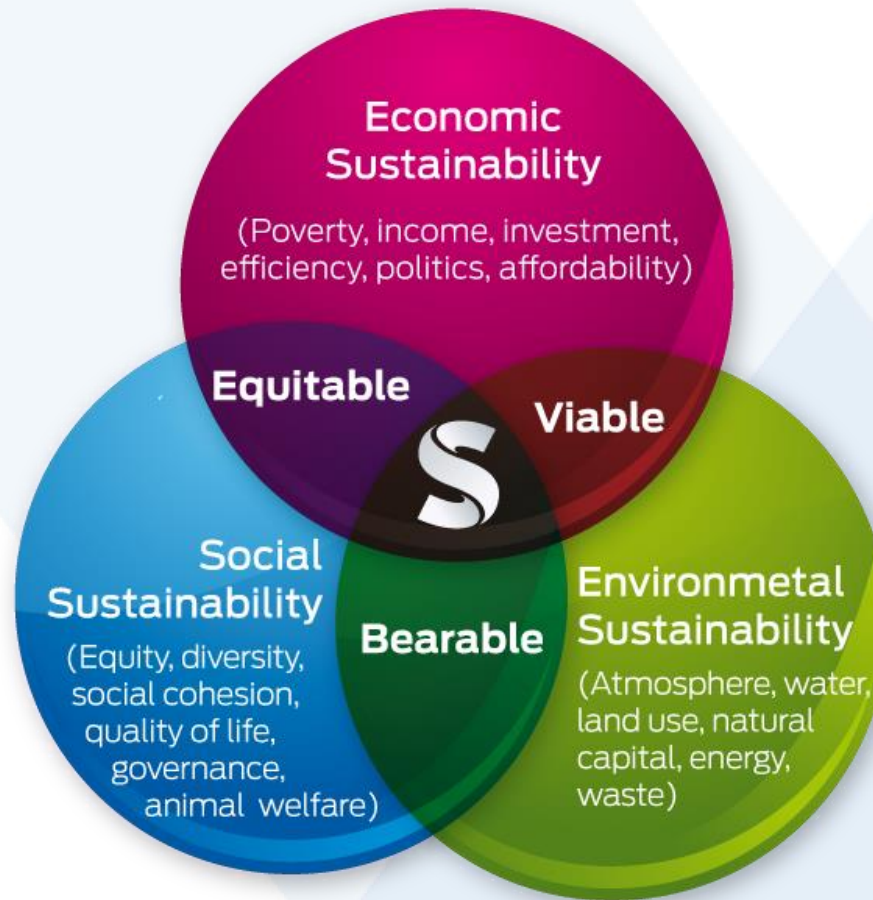 Economic
Sustainability
(Poverty, income, investment,
efficiency, politics, affordability)
Equitable
Viable
S
Social
Sustainability
(Equity, diversity,
social cohesion,
quality of life,
governance,
animal welfare)
Bearable
Environmetal
Sustainability
(Atmosphere, water,
land use, natural
capital, energy,
waste)